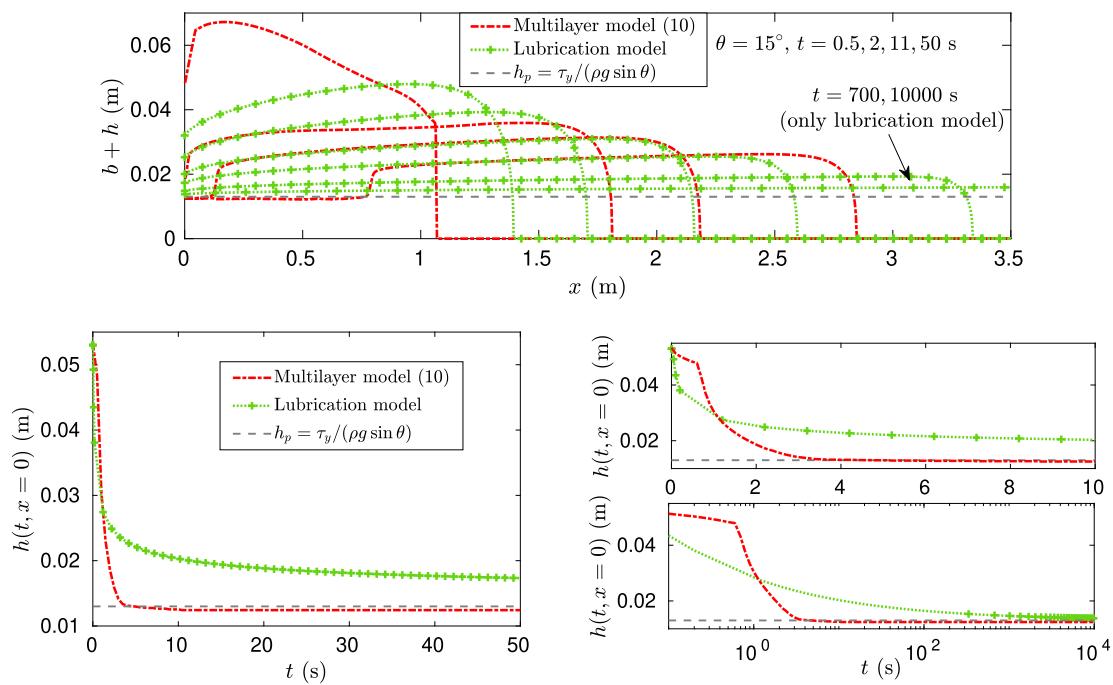 Multilayer model (10)
Lubrication model
h_p = τ_y/(ρg sin θ)
θ = 15°, t = 0.5, 2, 11, 50 s
t = 700, 10000 s
(only lubrication model)
b + h (m)
0.06
0.04
0.02
0
0 0.5 1 1.5 2 2.5 3 3.5
x (m)
h(t, x = 0) (m)
0.05
0.04
0.03
0.02
0.01
Multilayer model (10)
Lubrication model
h_p = τ_y/(ρg sin θ)
0 10 20 30 40 50
t (s)
h(t, x = 0) (m)
0.04
0.02
0 2 4 6 8 10
h(t, x = 0) (m)
0.04
0.02
10^0 10^2 10^4
t (s)